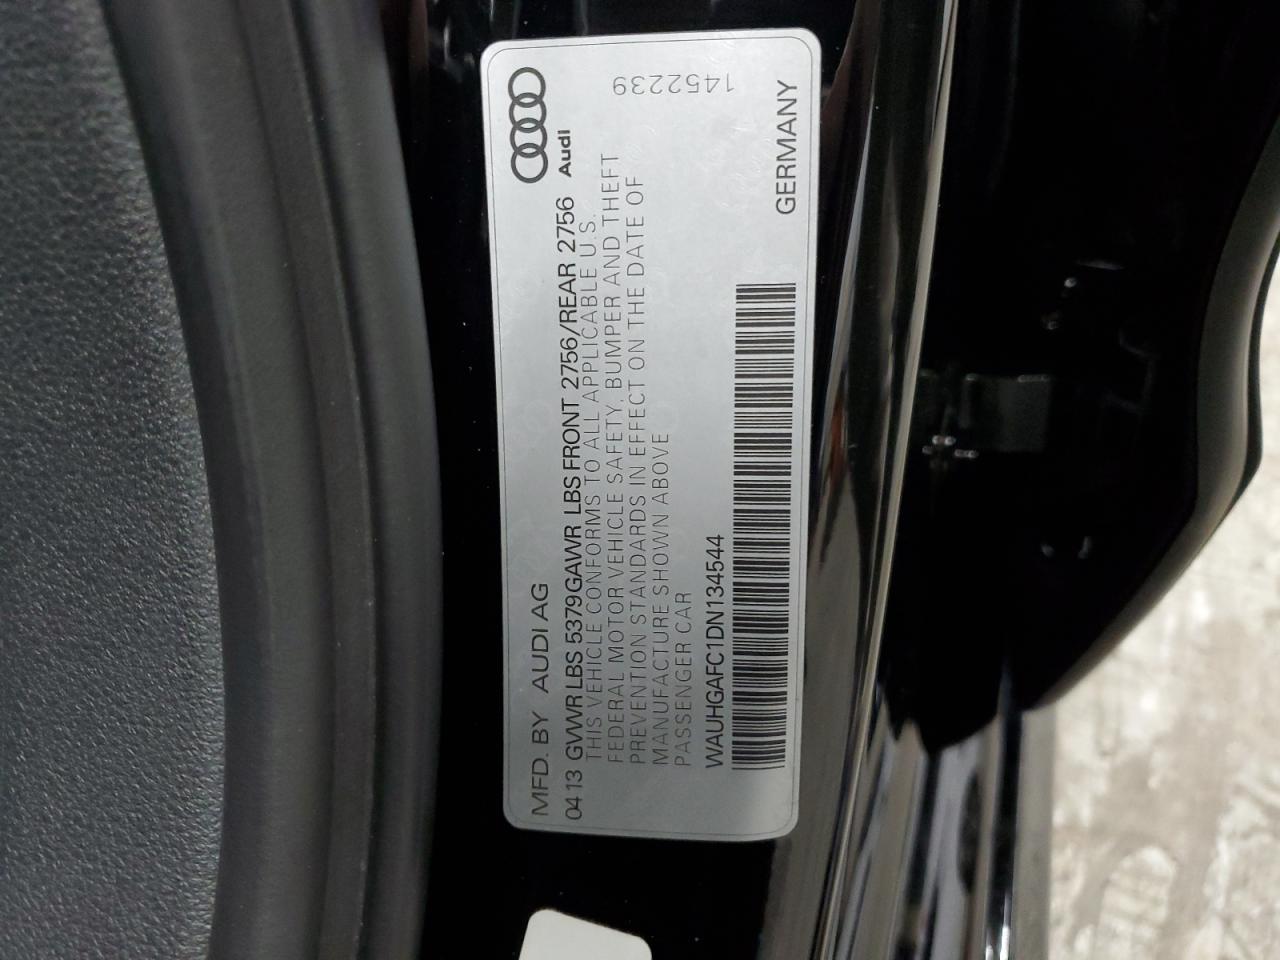 Audi
MFD. BY AUDI AG
04 13 GVWR LBS 5379GAWR LBS FRONT 2756/REAR 2756
THIS VEHICLE CONFORMS TO ALL APPLICABLE U.S.
FEDERAL MOTOR VEHICLE SAFETY, BUMPER AND THEFT
PREVENTION STANDARDS IN EFFECT ON THE DATE OF
MANUFACTURE SHOWN ABOVE
PASSENGER CAR
1452239
WAUHGAFC1DN134544
GERMANY